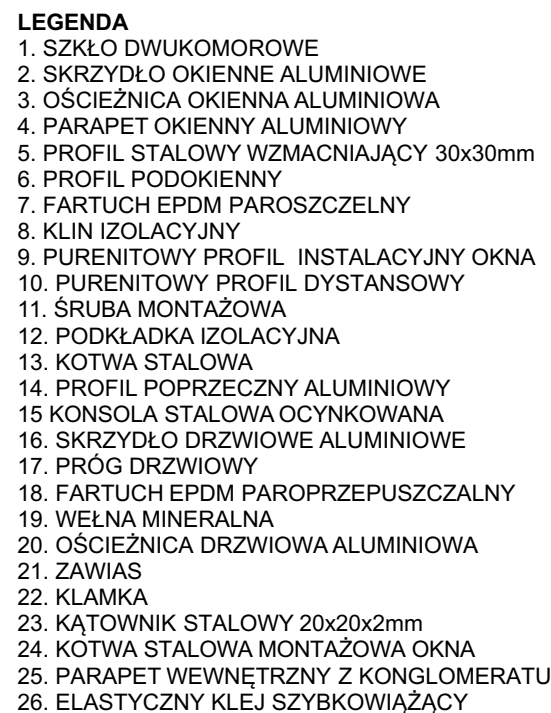 LEGENDA
1. SZKŁO DWUKOMOROWE
2. SKRZYDŁO OKIENNE ALUMINIOWE
3. OŚCIEŻNICA OKIENNA ALUMINIOWA
4. PARAPET OKIENNY ALUMINIOWY
5. PROFIL STALOWY WZMACNIAJĄCY 30x30mm
6. PROFIL PODOKIENNY
7. FARTUCH EPDM PAROSZCZELNY
8. KLIN IZOLACYJNY
9. PURENITOWY PROFIL INSTALACYJNY OKNA
10. PURENITOWY PROFIL DYSTANSOWY
11. ŚRUBA MONTAŻOWA
12. PODKŁADKA IZOLACYJNA
13. KOTWA STALOWA
14. PROFIL POPRZECZNY ALUMINIOWY
15 KONSOLA STALOWA OCYNKOWANA
16. SKRZYDŁO DRZWIOWE ALUMINIOWE
17. PRÓG DRZWIOWY
18. FARTUCH EPDM PAROPRZEPUSZCZALNY
19. WEŁNA MINERALNA
20. OŚCIEŻNICA DRZWIOWA ALUMINIOWA
21. ZAWIAS
22. KLAMKA
23. KĄTOWNIK STALOWY 20x20x2mm
24. KOTWA STALOWA MONTAŻOWA OKNA
25. PARAPET WEWNĘTRZNY Z KONGLOMERATU
26. ELASTYCZNY KLEJ SZYBKOWIĄŻĄCY